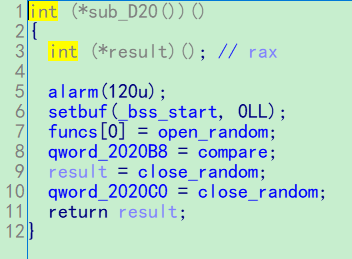 1 int (*sub_D20())()
2 {
3 int (*result)(); // rax
4
5 alarm(120u);
6 setbuf(_bss_start, 0LL);
7 funcs[0] = open_random;
8 qword_2020B8 = compare;
9 result = close_random;
10 qword_2020C0 = close_random;
11 return result;
12 }